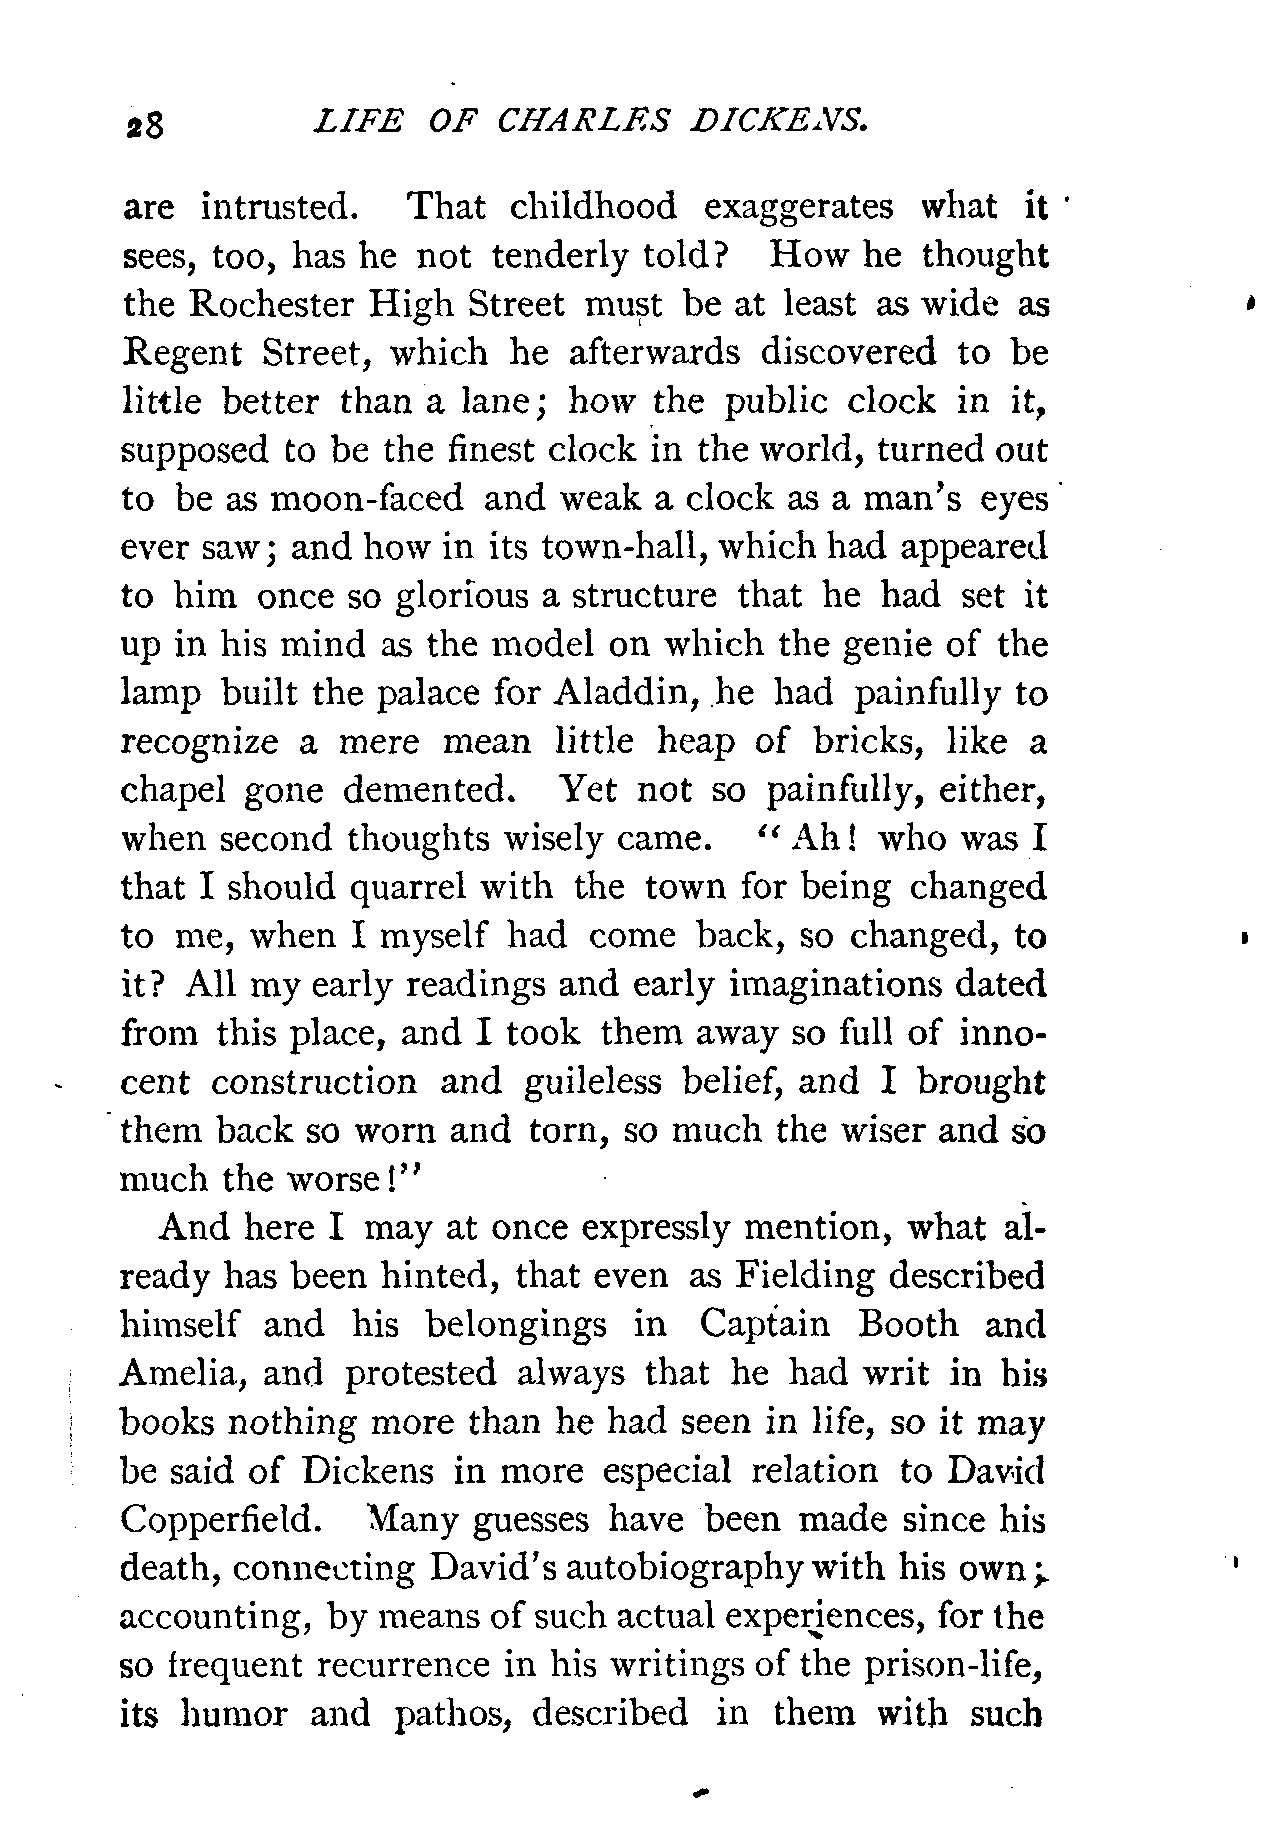 28 LIFE OF CHARLES DICKENS.
are intrusted. That childhood exaggerates what it
sees, too, has he not tenderly told? How he thought
the Rochester High Street must be at least as wide as
Regent Street, which he afterwards discovered to be
little better than a lane; how the public clock in it,
supposed to be the finest clock in the world, turned out
to be as moon-faced and weak a clock as a man's eyes
ever saw; and how in its town-hall, which had appeared
to him once so glorious a structure that he had set it
up in his mind as the model on which the genie of the
lamp built the palace for Aladdin, he had painfully to
recognize a mere mean little heap of bricks, like a
chapel gone demented. Yet not so painfully, either,
when second thoughts wisely came. "Ah! who was I
that I should quarrel with the town for being changed
to me, when I myself had come back, so changed, to
it? All my early readings and early imaginations dated
from this place, and I took them away so full of inno-
cent construction and guileless belief, and I brought
them back so worn and torn, so much the wiser and so
much the worse!"
And here I may at once expressly mention, what al-
ready has been hinted, that even as Fielding described
himself and his belongings in Captain Booth and
Amelia, and protested always that he had writ in his
books nothing more than he had seen in life, so it may
be said of Dickens in more especial relation to David
Copperfield. Many guesses have been made since his
death, connecting David's autobiography with his own;
accounting, by means of such actual experiences, for the
so frequent recurrence in his writings of the prison-life,
its humor and pathos, described in them with such